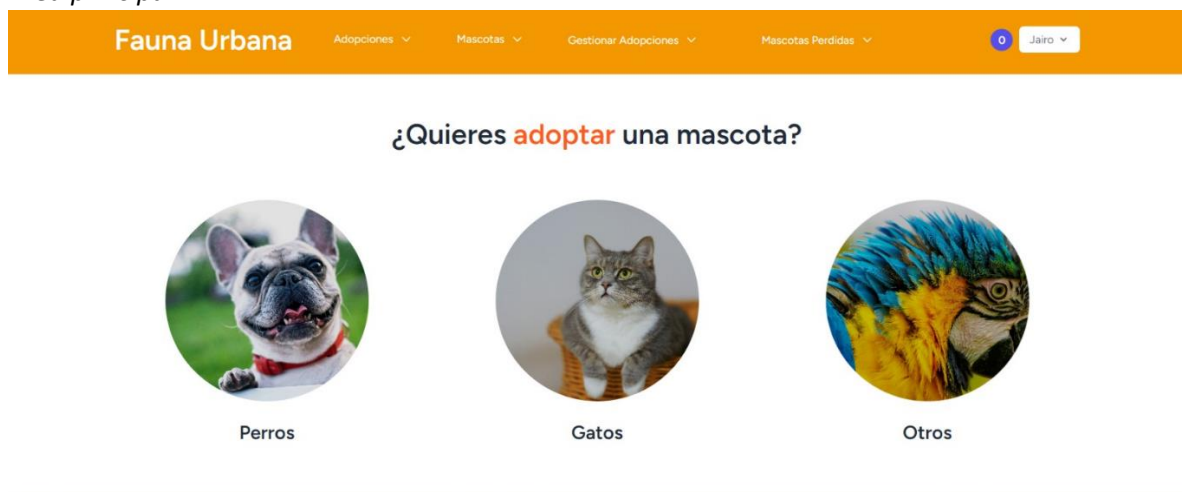 Fauna Urbana Adopciones Mascotas Gestionar Adopciones Mascotas Perdidas 0 Jairo
¿Quieres adoptar una mascota?
Perros Gatos Otros